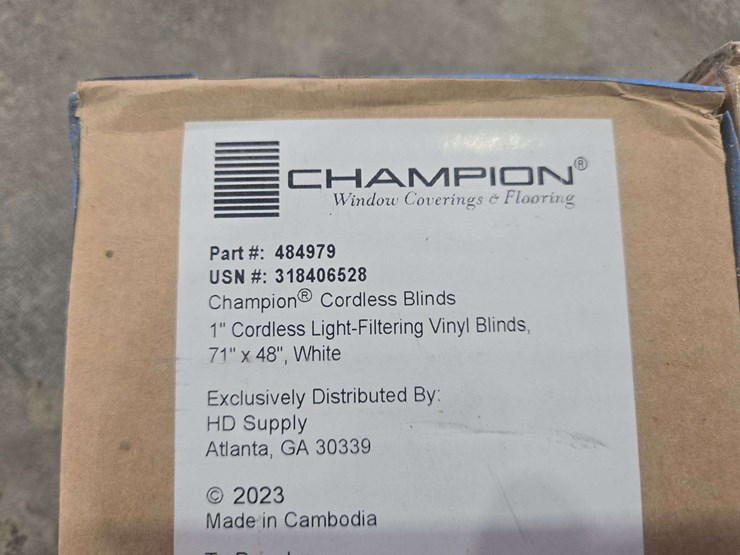 CHAMPION®
Window Coverings & Flooring
Part #: 484979
USN #: 318406528
Champion® Cordless Blinds
1" Cordless Light-Filtering Vinyl Blinds,
71" x 48", White
Exclusively Distributed By:
HD Supply
Atlanta, GA 30339
© 2023
Made in Cambodia